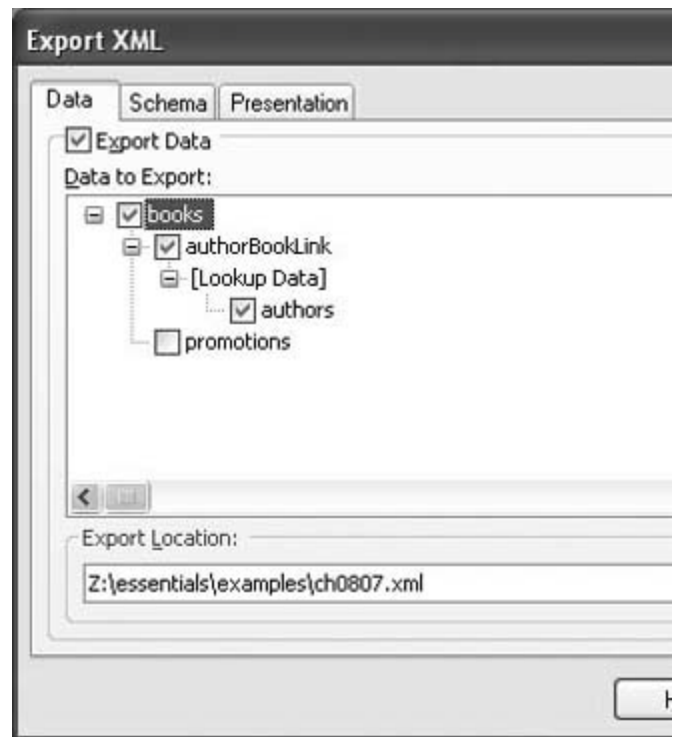 Export XML
Data Schema Presentation
Export Data
Data to Export:
books
authorBookLink
[Lookup Data]
authors
promotions
Export Location:
Z:\essentials\examples\ch0807.xml